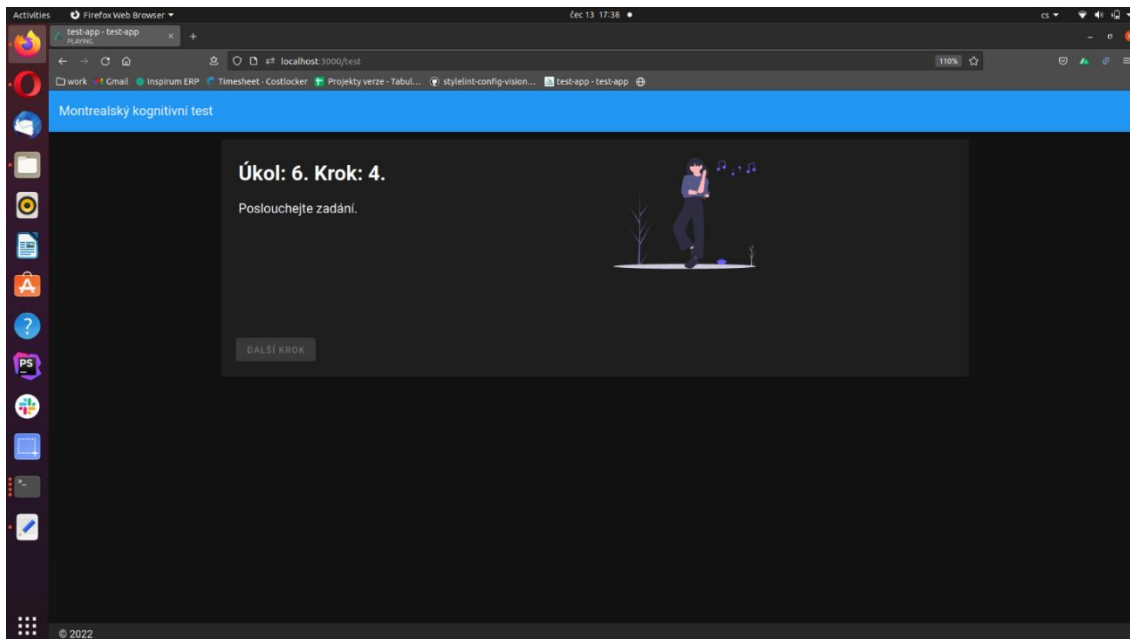 Activities Firefox Web Browser čec 13 17:38 cs
test-app - test-app
PLAYING
localhost:3000/test 110%
work Gmail Inspirum ERP Timesheet - Costlocker Projekty verze - Tabul... stylelint-config-vision... test-app - test-app
Montrealský kognitivní test
Úkol: 6. Krok: 4.
Poslouchejte zadání.
DALŠÍ KROK
PS
© 2022